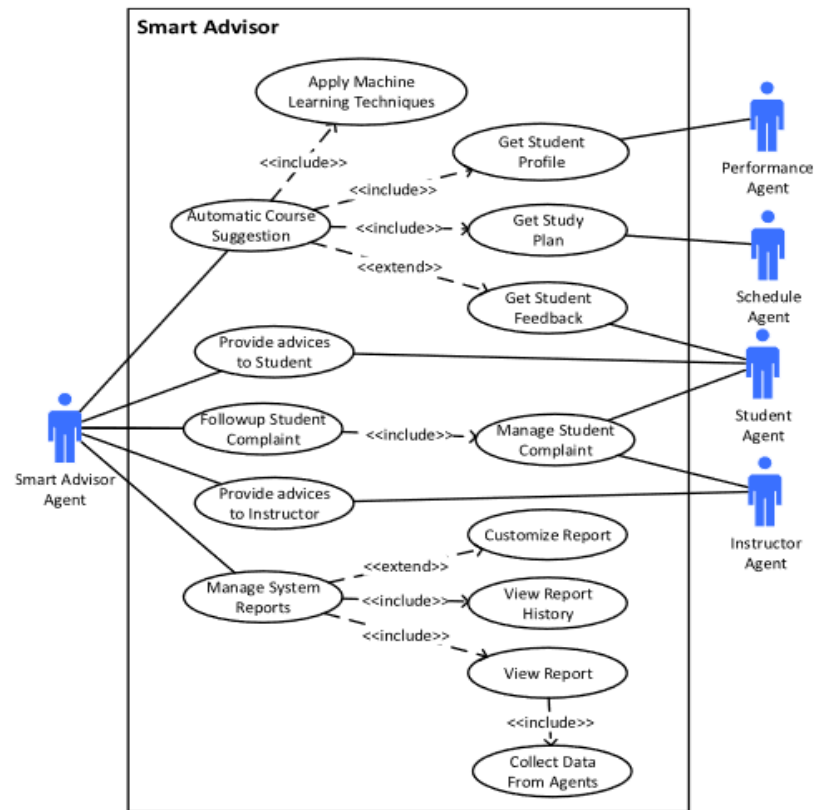 Smart Advisor
Apply Machine
Learning Techniques
<<include>>
Get Student
Profile
Performance
Agent
<<include>>
Automatic Course
Suggestion
<<include>>
Get Study
Plan
<<extend>>
Schedule
Agent
Get Student
Feedback
Provide advices
to Student
Student
Agent
Followup Student
Complaint
<<include>>
Manage Student
Complaint
Smart Advisor
Agent
Provide advices
to Instructor
Instructor
Agent
Customize Report
<<extend>>
Manage System
Reports
<<include>>
View Report
History
<<include>>
View Report
<<include>>
Collect Data
From Agents